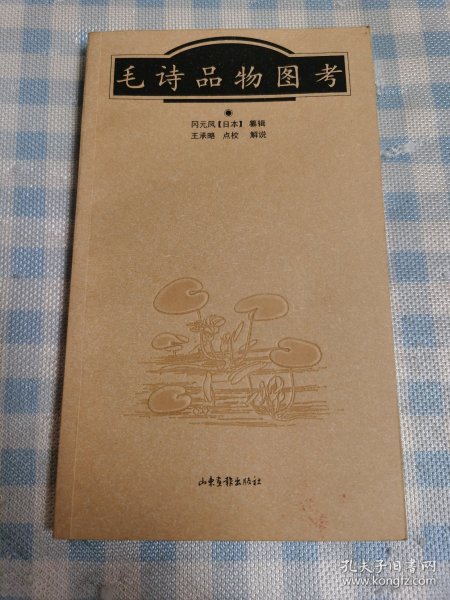 毛诗品物图考
冈元凤【日本】 纂辑
王承略 点校 解说
山东画报出版社
孔夫子旧书网
www.kongfz.com